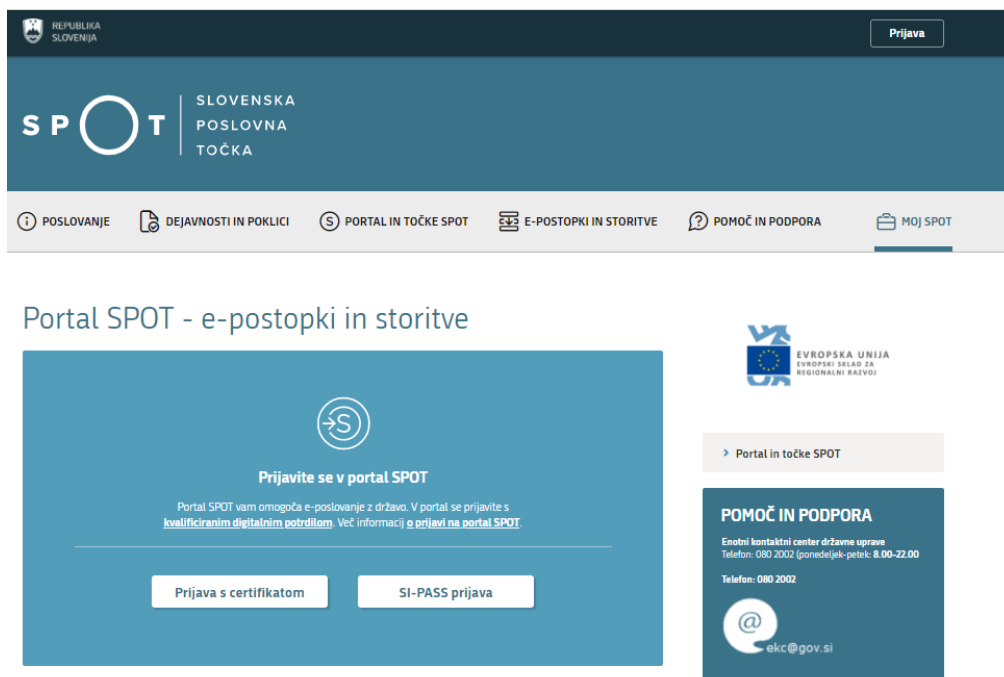 REPUBLIKA
SLOVENIJA
Prijava
SPOT
SLOVENSKA
POSLOVNA
TOČKA
POSLOVANJE
DEJAVNOSTI IN POKLICI
PORTAL IN TOČKE SPOT
E-POSTOPKI IN STORITVE
POMOČ IN PODPORA
MOJ SPOT
Portal SPOT - e-postopki in storitve
Prijavite se v portal SPOT
Portal SPOT vam omogoča e-poslovanje z državo. V portal se prijavite s
kvalificiranim digitalnim potrdilom. Več informacij o prijavi na portal SPOT.
Prijava s certifikatom
SI-PASS prijava
EVROPSKA UNIJA
EVROPSKI SKLAD ZA
REGIONALNI RAZVOJ
Portal in točke SPOT
POMOČ IN PODPORA
Enotni kontaktni center državne uprave
Telefon: 080 2002 (ponedeljek-petek: 8.00-22.00
Telefon: 080 2002
@
ekc@gov.si